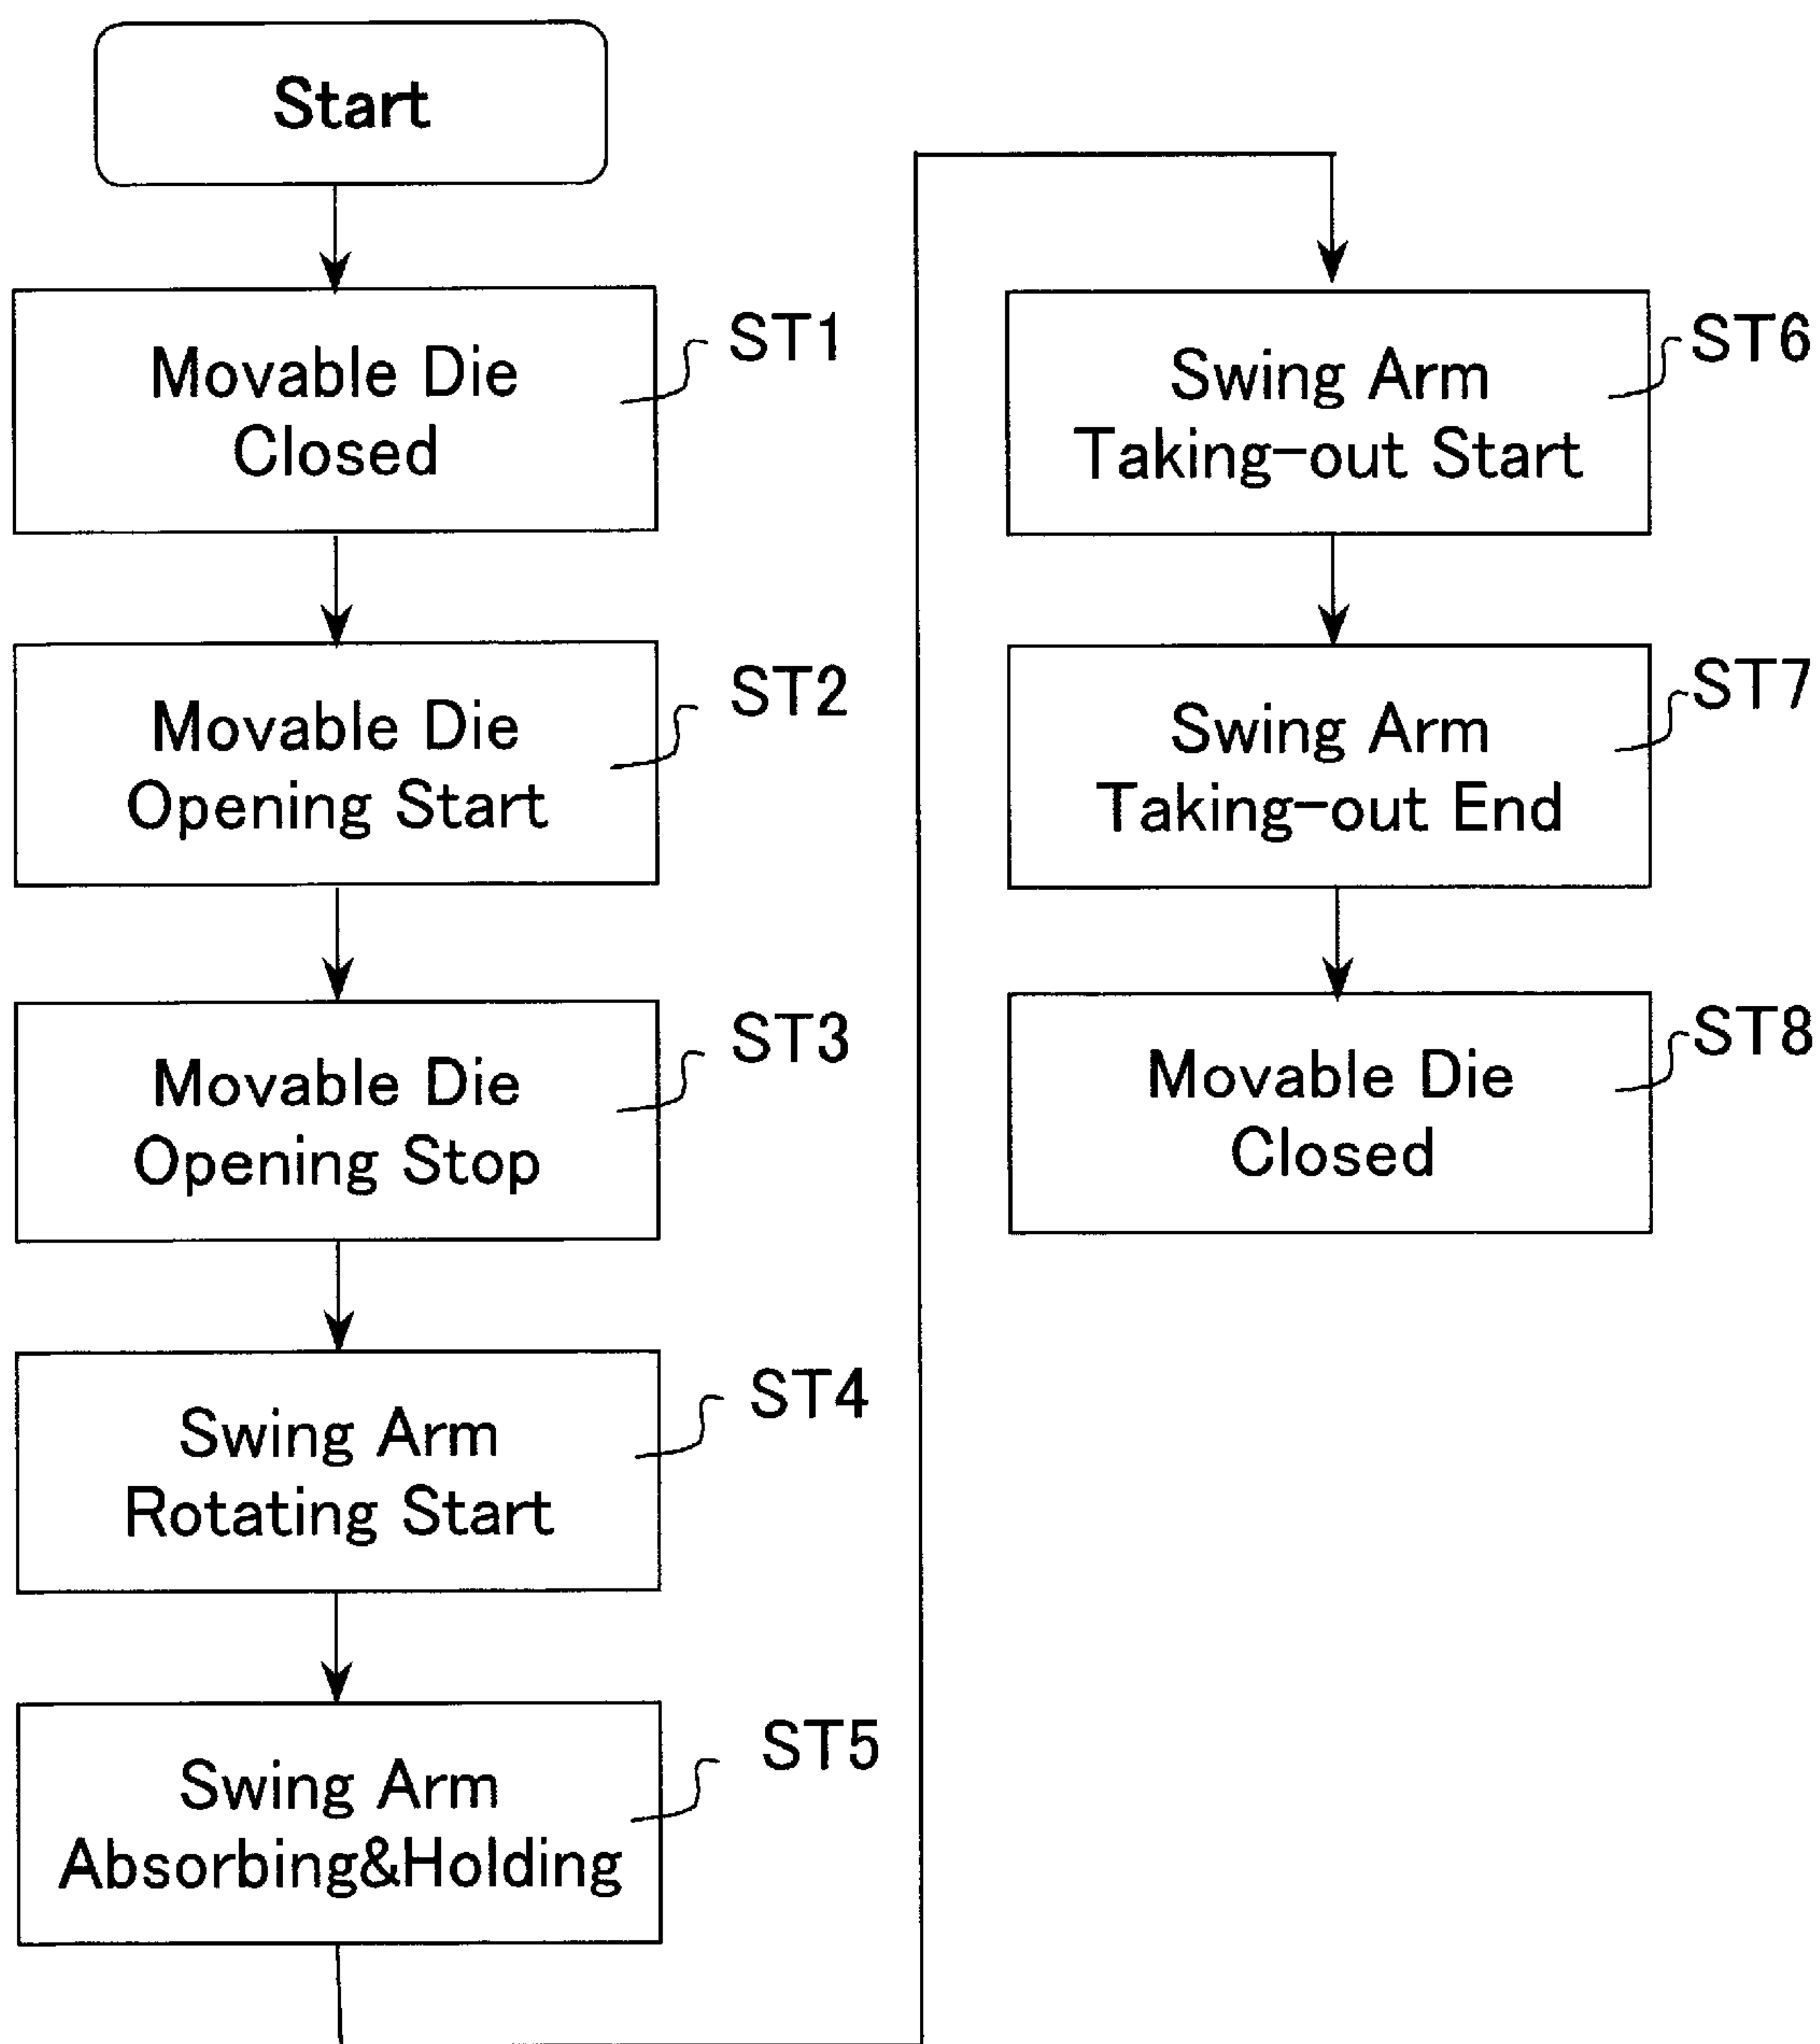 Start
Movable Die
Closed
ST1
Movable Die
Opening Start
ST2
Movable Die
Opening Stop
ST3
Swing Arm
Rotating Start
ST4
Swing Arm
Absorbing&Holding
ST5
Swing Arm
Taking-out Start
ST6
Swing Arm
Taking-out End
ST7
Movable Die
Closed
ST8